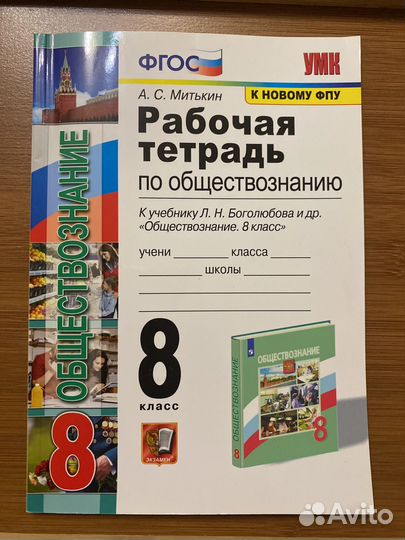 ФГОС
УМК
А. С. Митькин
К НОВОМУ ФПУ
Рабочая
тетрадь
по обществознанию
К учебнику Л. Н. Боголюбова и др.
«Обществознание. 8 класс»
учени класса
школы
8
класс
ОБЩЕСТВОЗНАНИЕ
8
ЭКЗАМЕН
ОБЩЕСТВОЗНАНИЕ
8
8
Avito